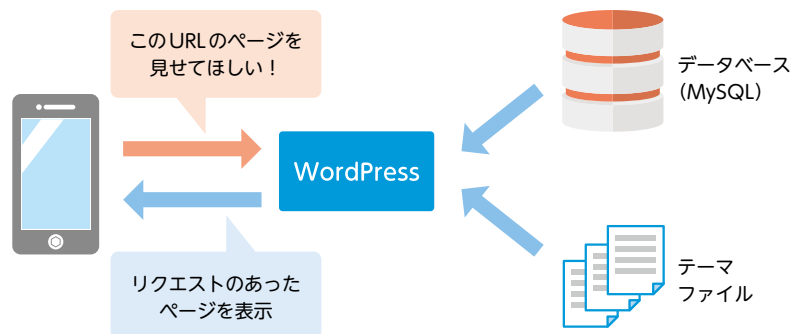 このURLのページを
見せてほしい！
WordPress
リクエストのあった
ページを表示
データベース
(MySQL)
テーマ
ファイル